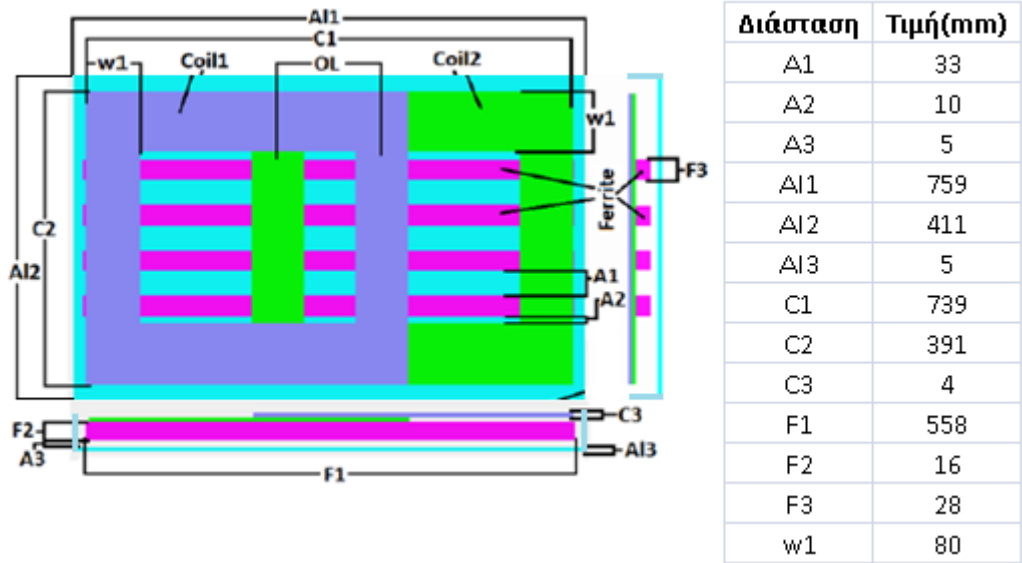 Al1
C1
w1
Coil1
OL
Coil2
w1
F3
Ferrite
C2
Al2
A1
A2
C3
F2
A3
Al3
F1
Διάσταση Τιμή(mm)
A1 33
A2 10
A3 5
Al1 759
Al2 411
Al3 5
C1 739
C2 391
C3 4
F1 558
F2 16
F3 28
w1 80